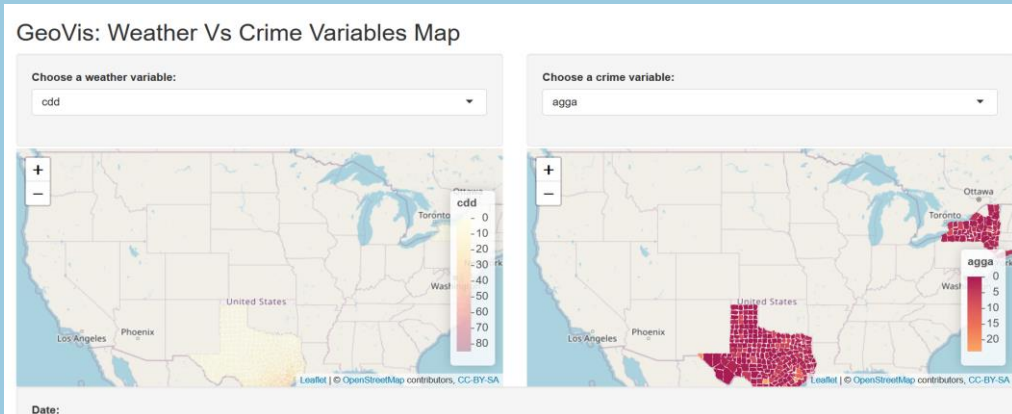 GeoVis: Weather Vs Crime Variables Map
Choose a weather variable:
cdd
Choose a crime variable:
agga
+
−
Toronto
cdd
0
10
20
30
40
50
60
70
80
United States
Los Angeles
Phoenix
Leaflet | © OpenStreetMap contributors, CC-BY-SA
+
−
Ottawa
Toronto
agga
0
5
10
15
20
United States
Los Angeles
Phoenix
Leaflet | © OpenStreetMap contributors, CC-BY-SA
Date: